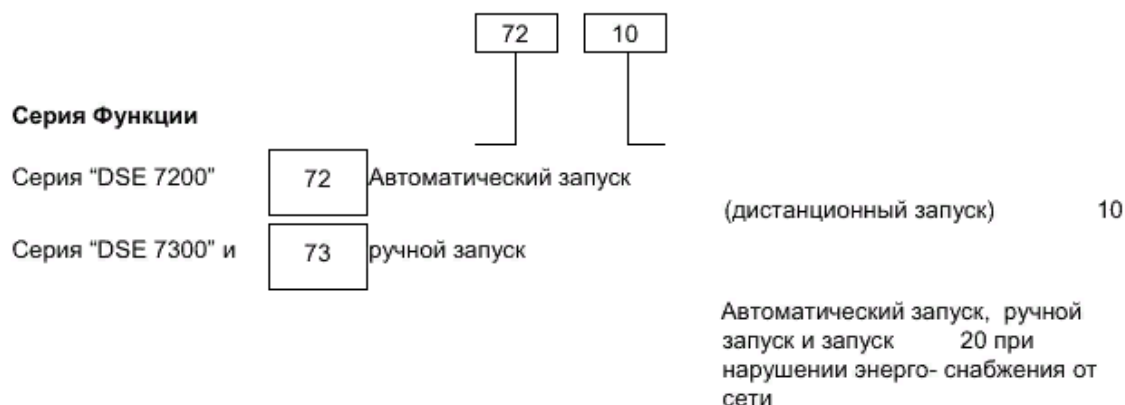 72 10
Серия Функции
Серия “DSE 7200” 72 Автоматический запуск
(дистанционный запуск) 10
Серия “DSE 7300” и 73 ручной запуск
Автоматический запуск, ручной
запуск и запуск 20 при
нарушении энерго- снабжения от
сети